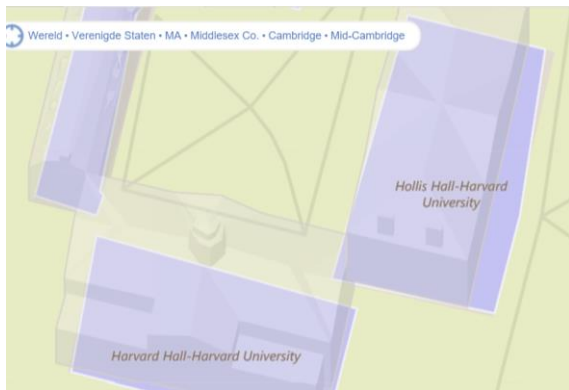 Wereld • Verenigde Staten • MA • Middlesex Co. • Cambridge • Mid-Cambridge
Hollis Hall-Harvard
University
Harvard Hall-Harvard University